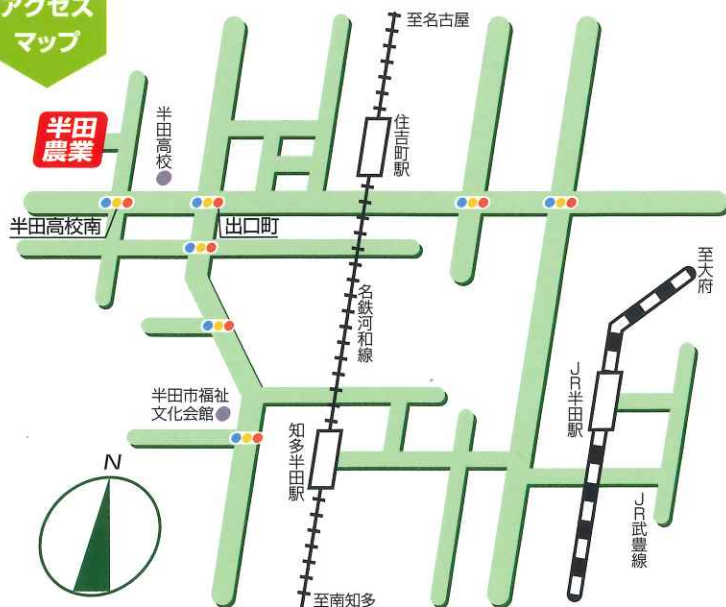 アクセス
マップ
至名古屋
半田
農業
半田高校
住吉町駅
半田高校南
出口町
至大府
名鉄河和線
JR半田駅
半田市福祉
文化会館
知多半田駅
N
JR武豊線
至南知多